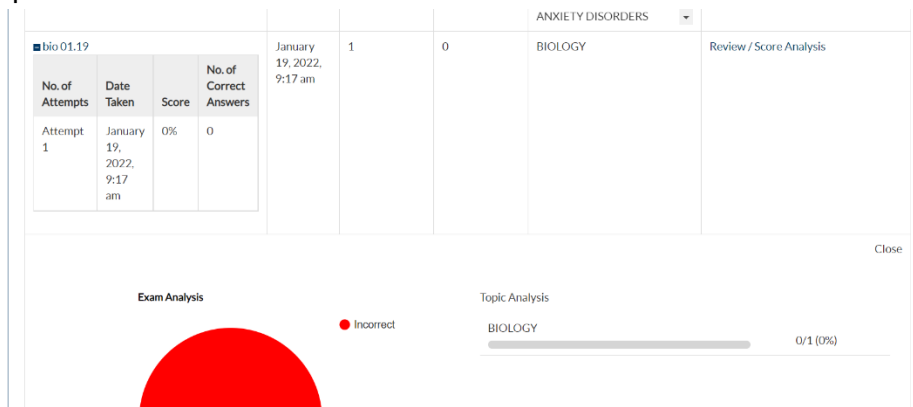 ANXIETY DISORDERS
bio 01.19
January
19, 2022,
9:17 am
1
0
BIOLOGY
Review / Score Analysis
No. of
Attempts
Date
Taken
Score
No. of
Correct
Answers
Attempt
1
January
19,
2022,
9:17
am
0%
0
Close
Exam Analysis
Incorrect
Topic Analysis
BIOLOGY
0/1 (0%)